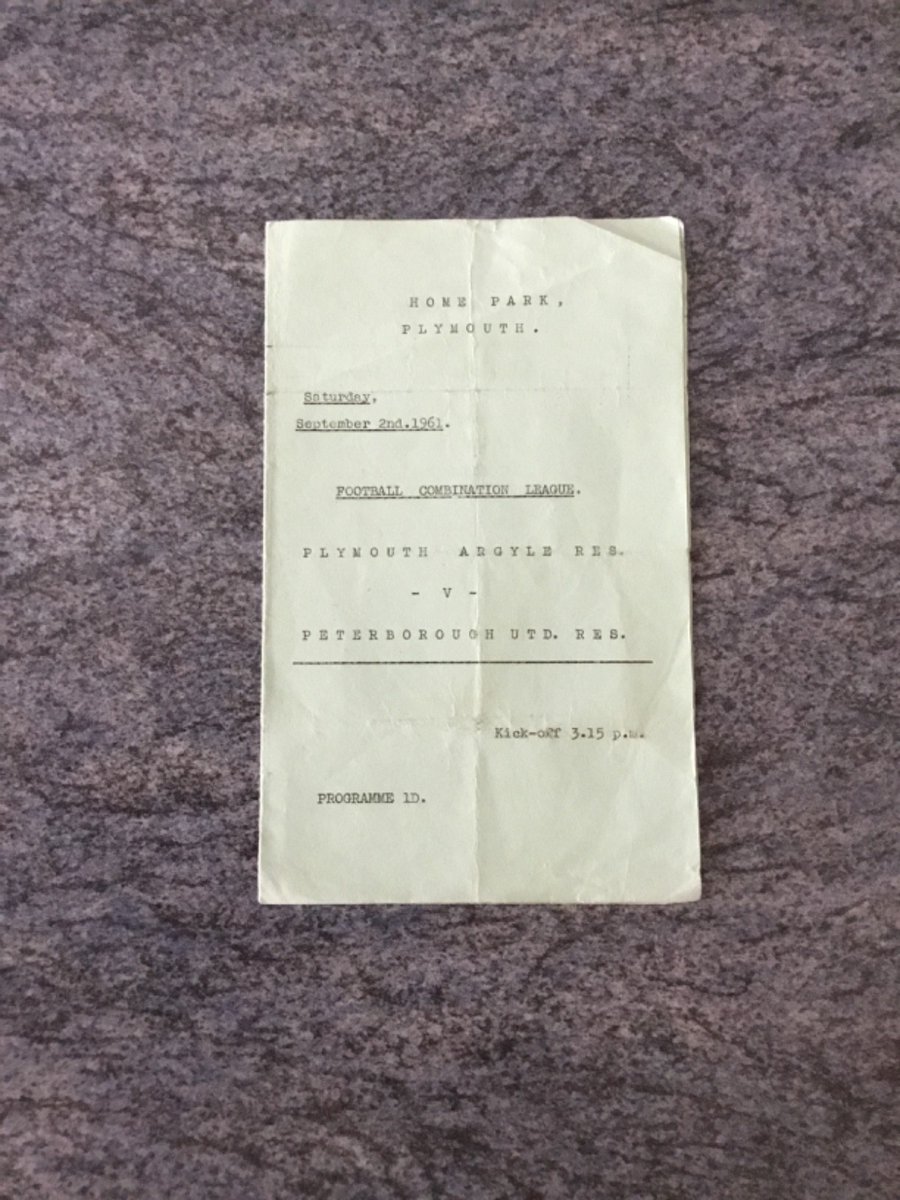 HOME PARK,
PLYMOUTH.
Saturday,
September 2nd.1961.
FOOTBALL COMBINATION LEAGUE.
PLYMOUTH ARGYLE RES.
- V -
PETERBOROUGH UTD. RES.
Kick-off 3.15 p.m.
PROGRAMME 1D.